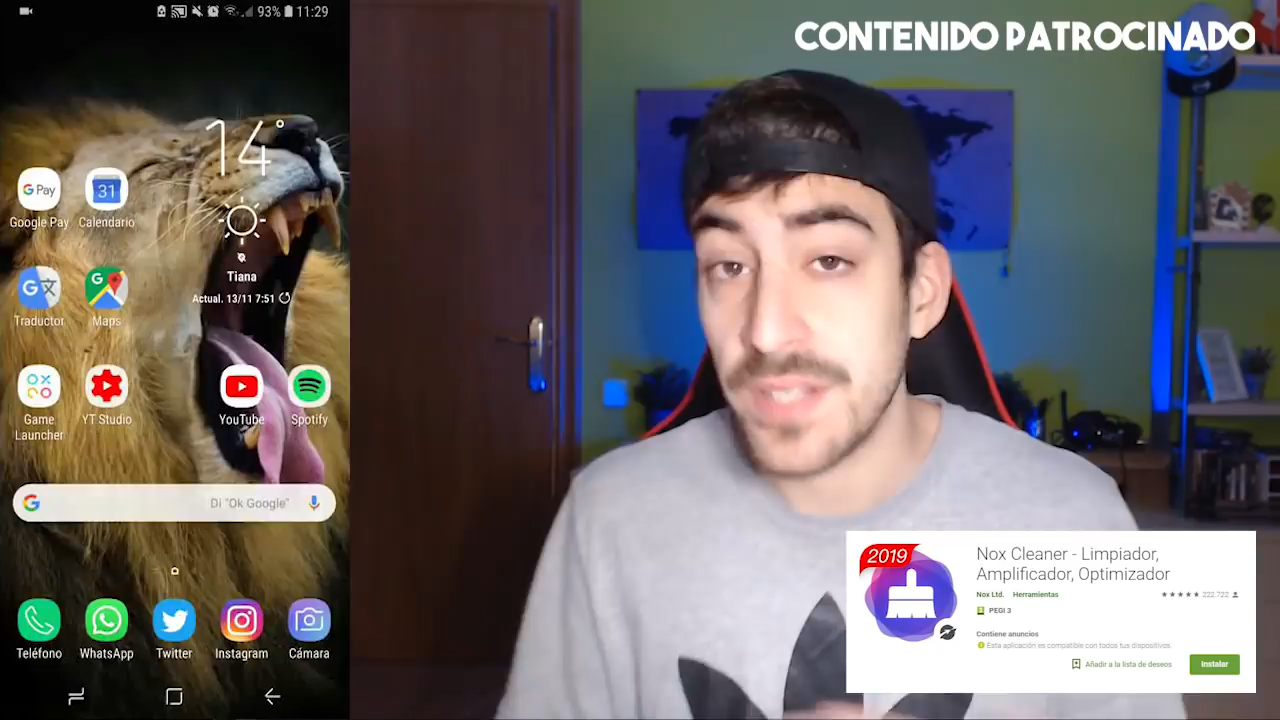 93% 11:29
CONTENIDO PATROCINADO
14°
G Pay
31
Google Pay
Calendario
Tiana
Actual. 13/11 7:51
Traductor
Maps
Game
Launcher
YT Studio
YouTube
Spotify
Di "Ok Google"
Teléfono
WhatsApp
Twitter
Instagram
Cámara
2019
Nox Cleaner - Limpiador,
Amplificador, Optimizador
Nox Ltd. Herramientas
222.722
PEGI 3
Contiene anuncios
Esta aplicación es compatible con todos tus dispositivos.
Añadir a la lista de deseos
Instalar